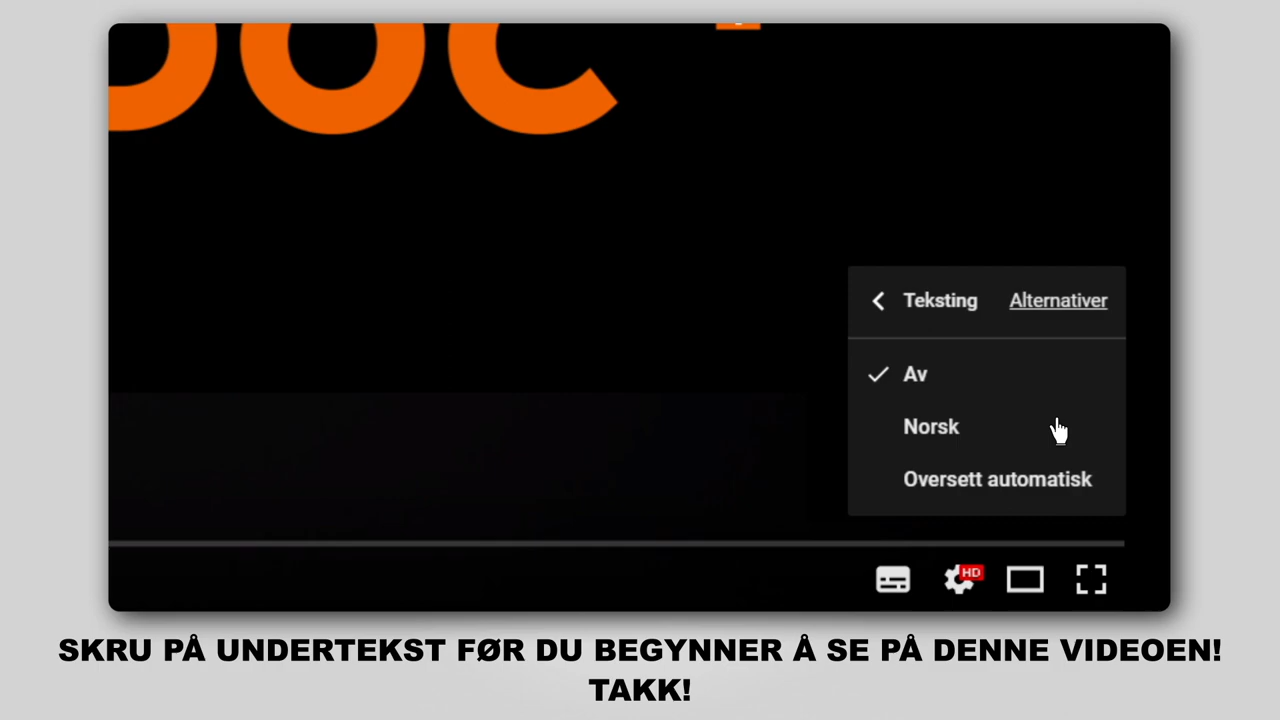 Teksting Alternativer
Av
Norsk
Oversett automatisk
HD
SKRU PÅ UNDERTEKST FØR DU BEGYNNER Å SE PÅ DENNE VIDEOEN!
TAKK!